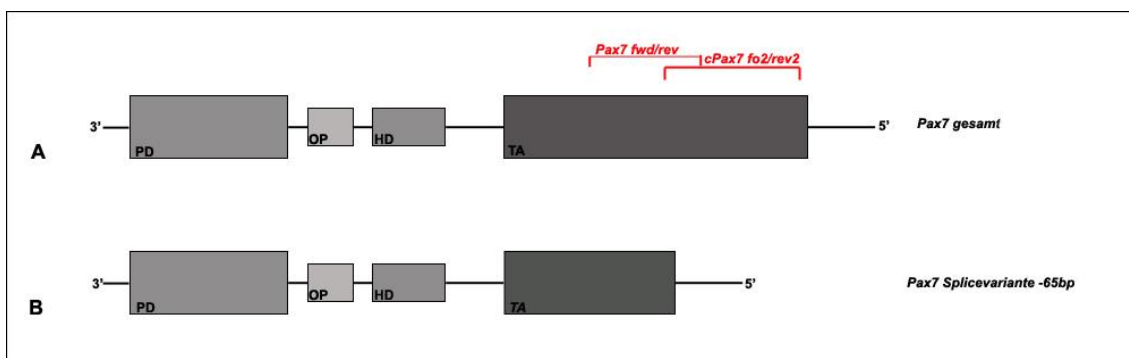 Pax7 fwd/rev
cPax7 fo2/rev2
3' 5' Pax7 gesamt
OP HD
A PD TA
3' 5' Pax7 Splicevariante -65bp
OP HD
B PD TA